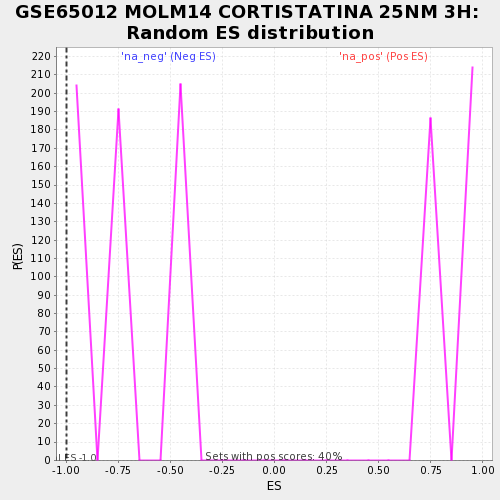 GSE65012 MOLM14 CORTISTATINA 25NM 3H:
Random ES distribution
'na_neg' (Neg ES)
'na_pos' (Pos ES)
220
210
200
190
180
170
160
150
140
130
120
110
100
90
80
70
60
50
40
30
20
10
0
P(ES)
ES -1.0
Sets with pos scores: 40%
-1.00 -0.75 -0.50 -0.25 0.00 0.25 0.50 0.75 1.00
ES